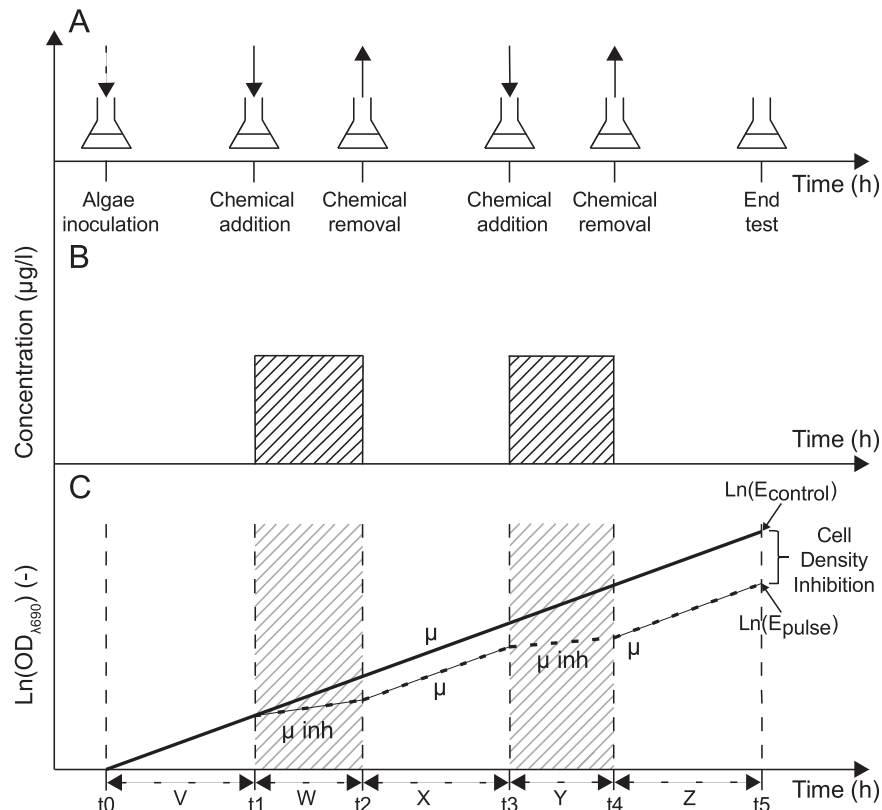 A
Time (h)
Algae
inoculation
Chemical
addition
Chemical
removal
Chemical
addition
Chemical
removal
End
test
Concentration (µg/l)
B
Time (h)
C
Ln(ODλ690) (-)
Ln(Econtrol)
Cell
Density
Inhibition
Ln(Epulse)
µ
µ
µ inh
µ inh
µ
V
W
X
Y
Z
Time (h)
t0
t1
t2
t3
t4
t5